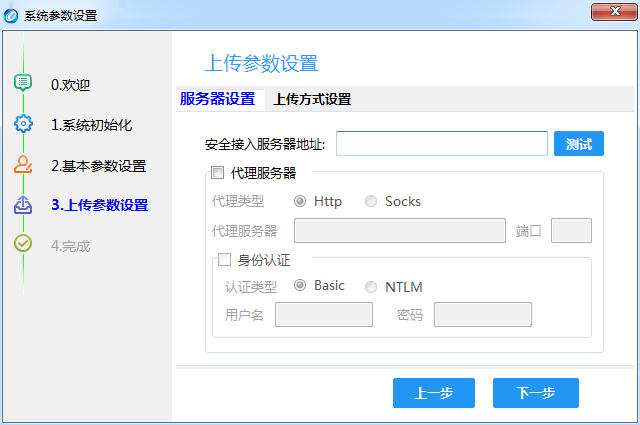 系统参数设置
0.欢迎
1.系统初始化
2.基本参数设置
3.上传参数设置
4.完成
上传参数设置
服务器设置 上传方式设置
安全接入服务器地址: 测试
代理服务器
代理类型 Http Socks
代理服务器 端口
身份认证
认证类型 Basic NTLM
用户名 密码
上一步 下一步